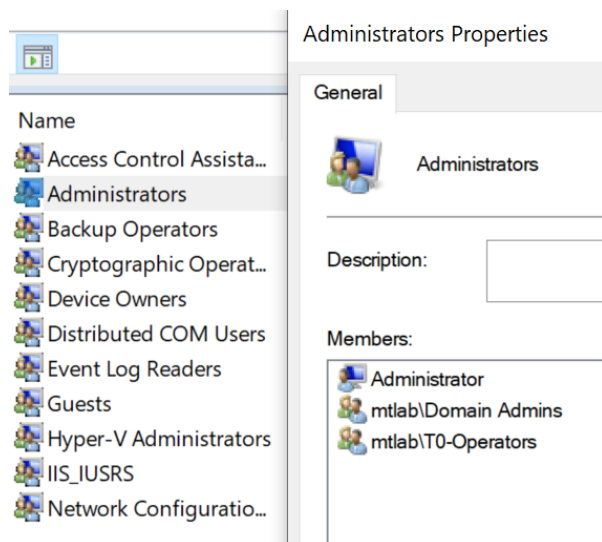 Name
Access Control Assista...
Administrators
Backup Operators
Cryptographic Operat...
Device Owners
Distributed COM Users
Event Log Readers
Guests
Hyper-V Administrators
IIS_IUSRS
Network Configuratio...
Administrators Properties
General
Administrators
Description:
Members:
Administrator
mtlab\Domain Admins
mtlab\T0-Operators